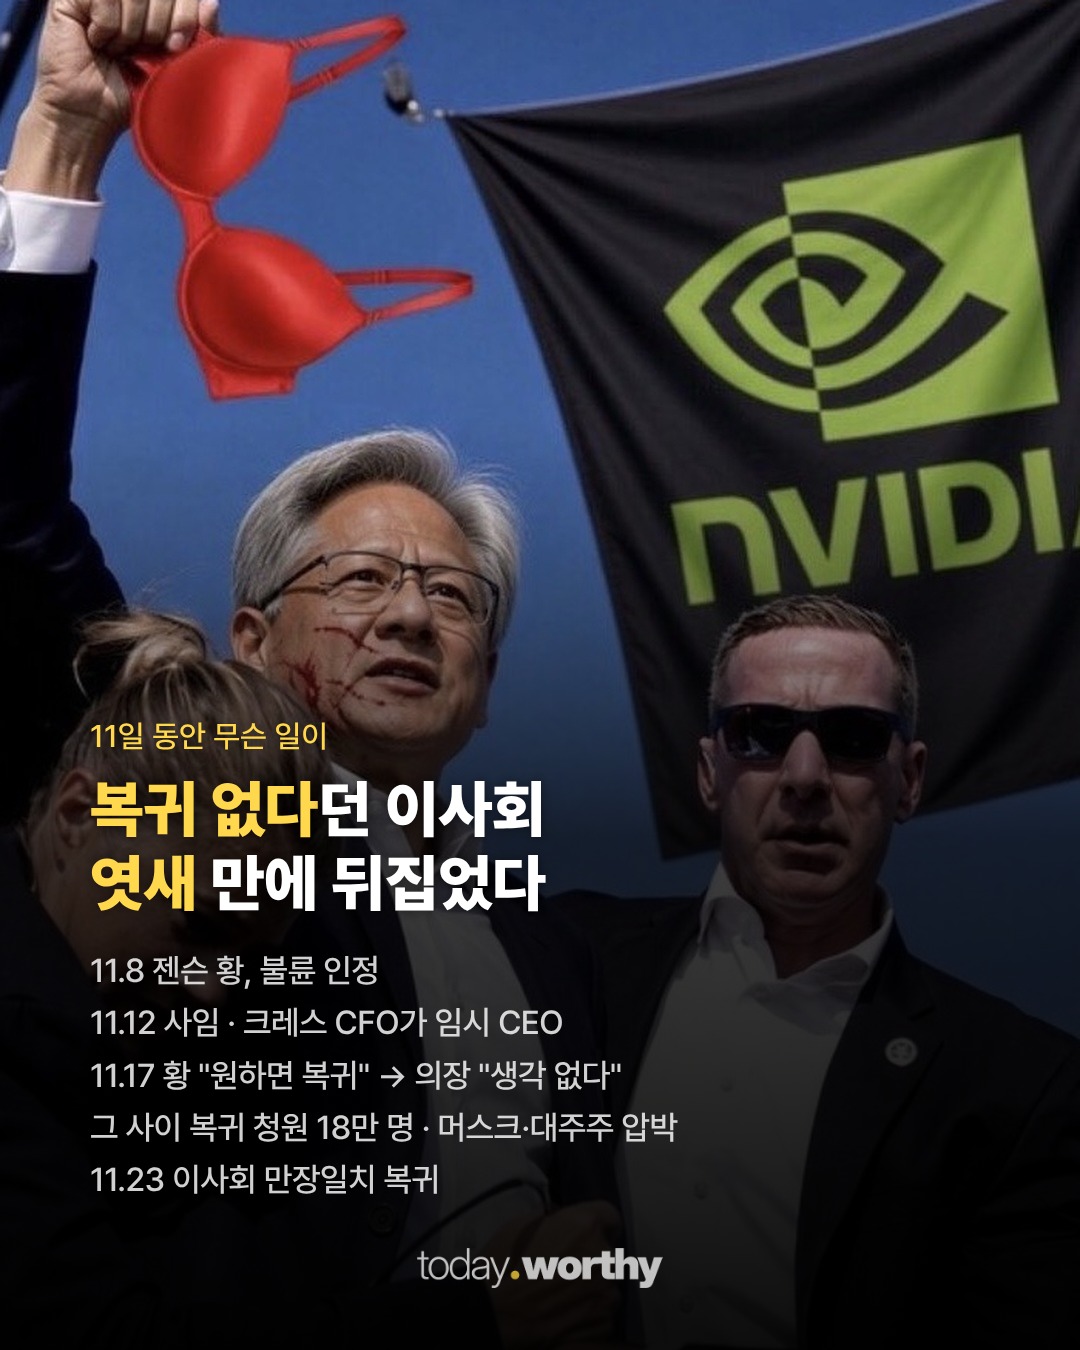 NVIDIA
11일 동안 무슨 일이
복귀 없다던 이사회
엿새 만에 뒤집었다
11.8 젠슨 황, 불륜 인정
11.12 사임 · 크레스 CFO가 임시 CEO
11.17 황 "원하면 복귀" → 의장 "생각 없다"
그 사이 복귀 청원 18만 명 · 머스크·대주주 압박
11.23 이사회 만장일치 복귀
today.worthy